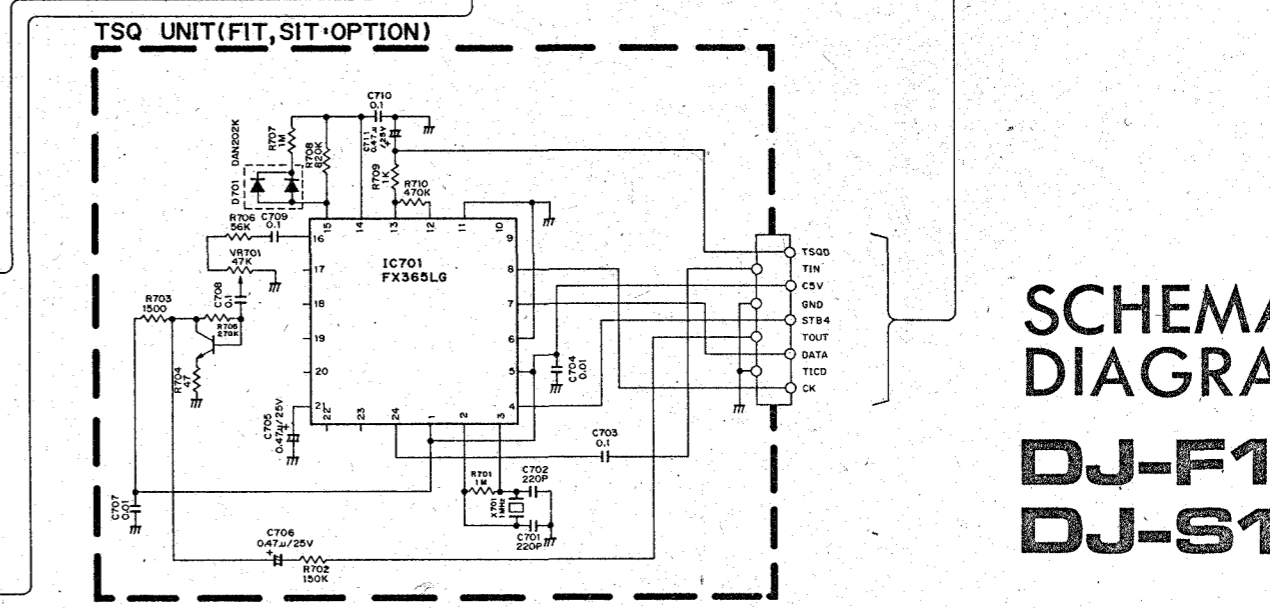 TSQ UNIT(F1T,S1T:OPTION)
C710
0.1
C711
0.47μ
/25V
R707
1M
DAN202K
D701
R708
820K
R709
1K
R710
470K
R706
56K
C709
0.1
15
14
13
12
11
10
16
9
VR701
47K
17
IC701
FX365LG
8
C708
0.1
R703
1500
18
7
R705
270K
19
6
R704
47
20
5
C704
0.01
21
4
22
23
24
1
2
3
C705
0.47μ/25V
C703
0.1
R701
1M
C702
220P
X701
1MHz
C701
220P
C707
0.01
C706
0.47μ/25V
R702
150K
TSQD
TIN
C5V
GND
STB4
TOUT
DATA
TICD
CK
SCHEMA
DIAGRA
DJ-F1
DJ-S1